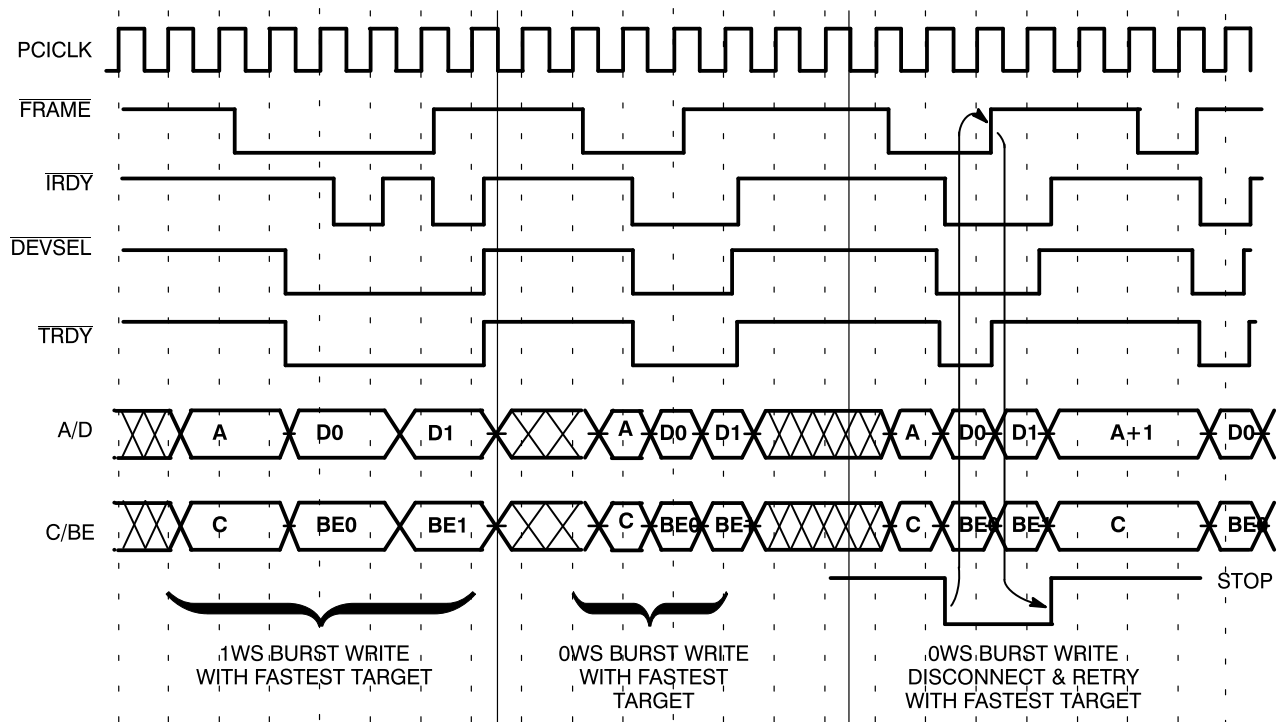 PCICLK
FRAME
IRDY
DEVSEL
TRDY
A/D A D0 D1 A D0 D1 A D0 D1 A+1 D0
C/BE C BE0 BE1 C BE0 BE C BE BE C BE
STOP
1WS BURST WRITE
WITH FASTEST TARGET
0WS BURST WRITE
WITH FASTEST
TARGET
0WS BURST WRITE
DISCONNECT & RETRY
WITH FASTEST TARGET